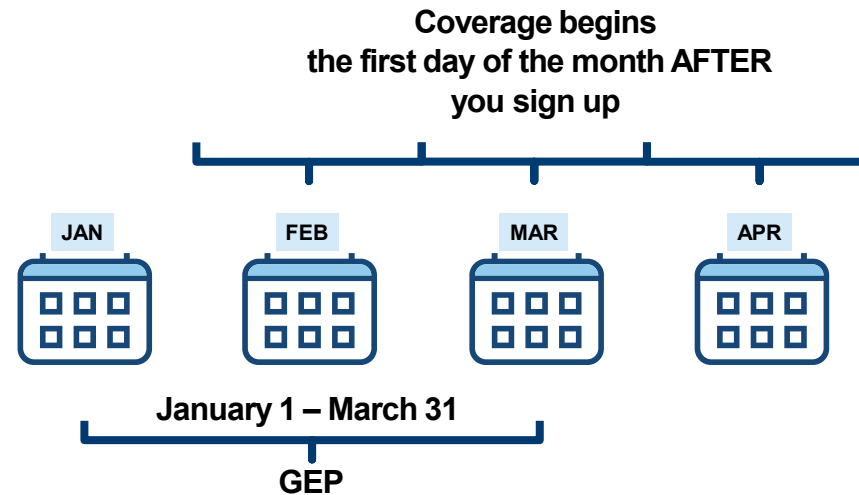 Coverage begins
the first day of the month AFTER
you sign up
JAN
FEB
MAR
APR
January 1 – March 31
GEP